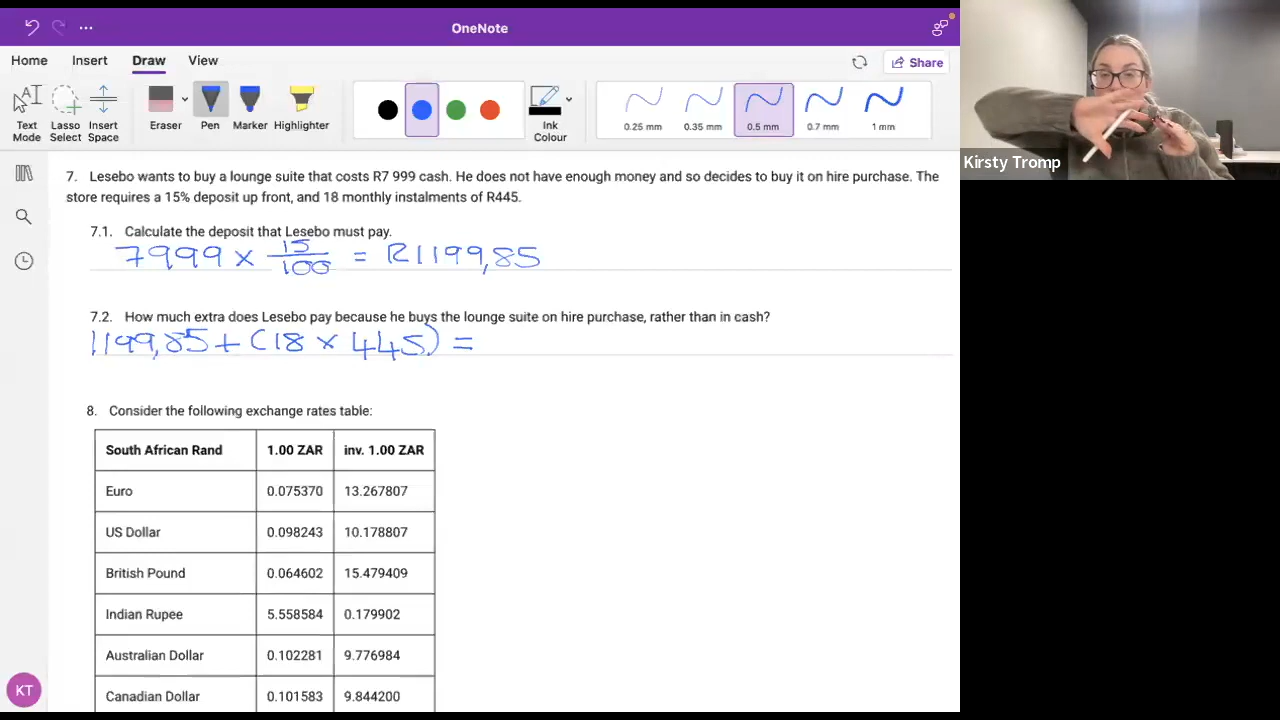 OneNote
Home Insert Draw View
Share
Text Mode
Lasso Select
Insert Space
Eraser
Pen
Marker
Highlighter
Ink Colour
0.25 mm
0.35 mm
0.5 mm
0.7 mm
1 mm
Kirsty Tromp
7. Lesebo wants to buy a lounge suite that costs R7 999 cash. He does not have enough money and so decides to buy it on hire purchase. The
store requires a 15% deposit up front, and 18 monthly instalments of R445.
7.1. Calculate the deposit that Lesebo must pay.
7999 × 15/100 = R1199,85
7.2. How much extra does Lesebo pay because he buys the lounge suite on hire purchase, rather than in cash?
1199,85 + (18 × 445) =
8. Consider the following exchange rates table:
South African Rand 1.00 ZAR inv. 1.00 ZAR
Euro 0.075370 13.267807
US Dollar 0.098243 10.178807
British Pound 0.064602 15.479409
Indian Rupee 5.558584 0.179902
Australian Dollar 0.102281 9.776984
Canadian Dollar 0.101583 9.844200
KT